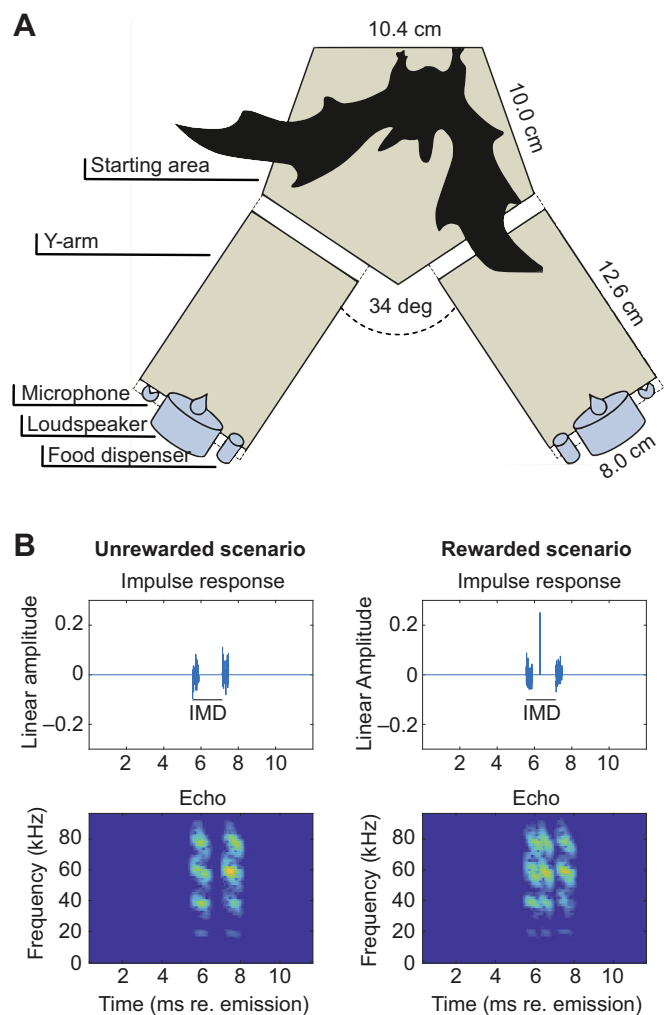 A
10.4 cm
10.0 cm
Starting area
Y-arm
34 deg
12.6 cm
Microphone
Loudspeaker
Food dispenser
8.0 cm
B
Unrewarded scenario
Rewarded scenario
Impulse response
Impulse response
Linear amplitude
0.2
0
–0.2
IMD
2 4 6 8 10
Linear Amplitude
0.2
0
–0.2
IMD
2 4 6 8 10
Echo
Echo
Frequency (kHz)
80
60
40
20
0
2 4 6 8 10
Time (ms re. emission)
Frequency (kHz)
80
60
40
20
0
2 4 6 8 10
Time (ms re. emission)